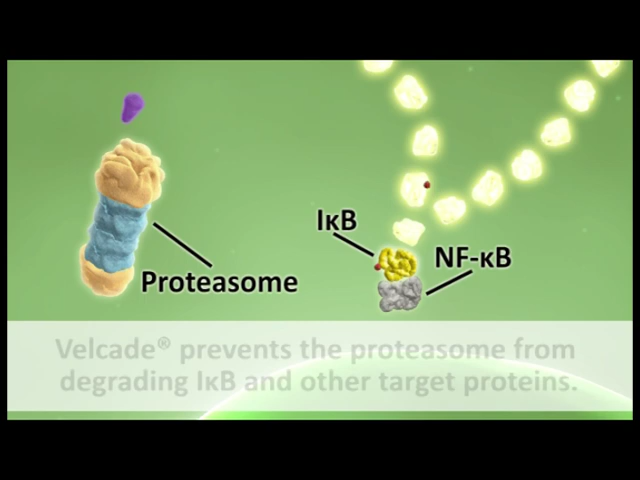 IκB
NF-κB
Proteasome
Velcade® prevents the proteasome from
degrading IκB and other target proteins.